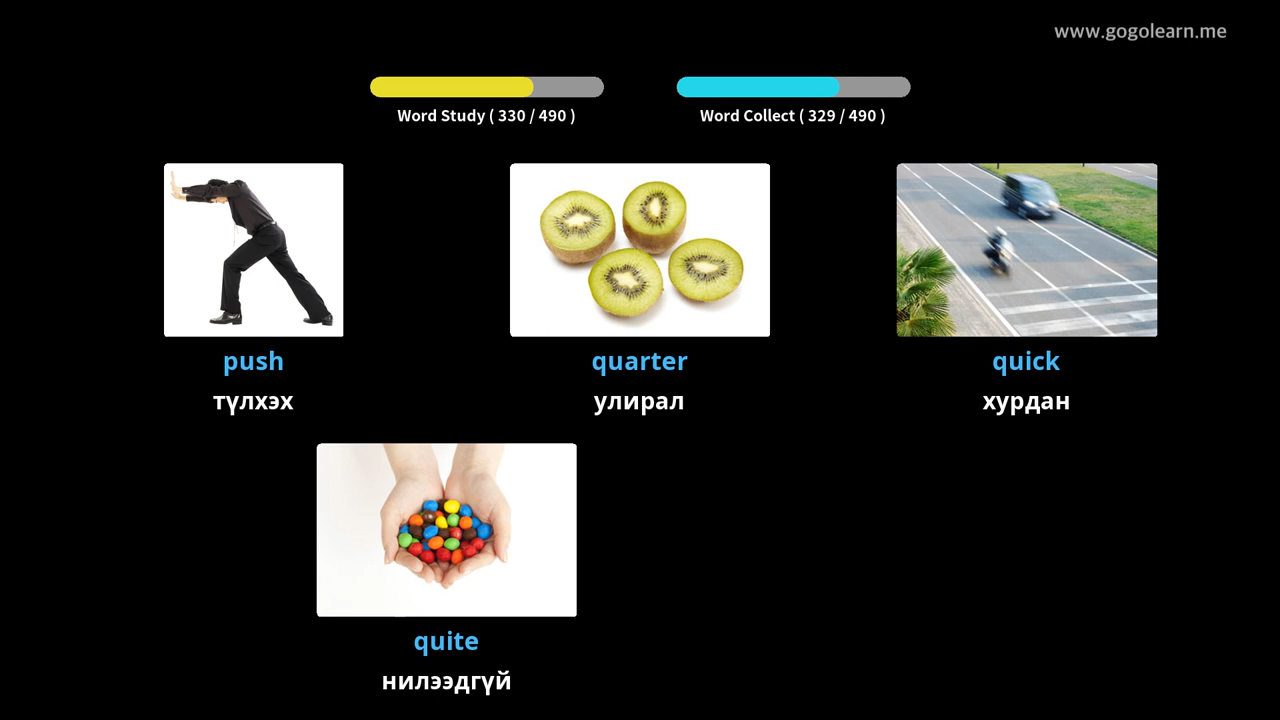 www.gogolearn.me
Word Study ( 330 / 490 )
Word Collect ( 329 / 490 )
push
түлхэх
quarter
улирал
quick
хурдан
quite
нилээдгүй